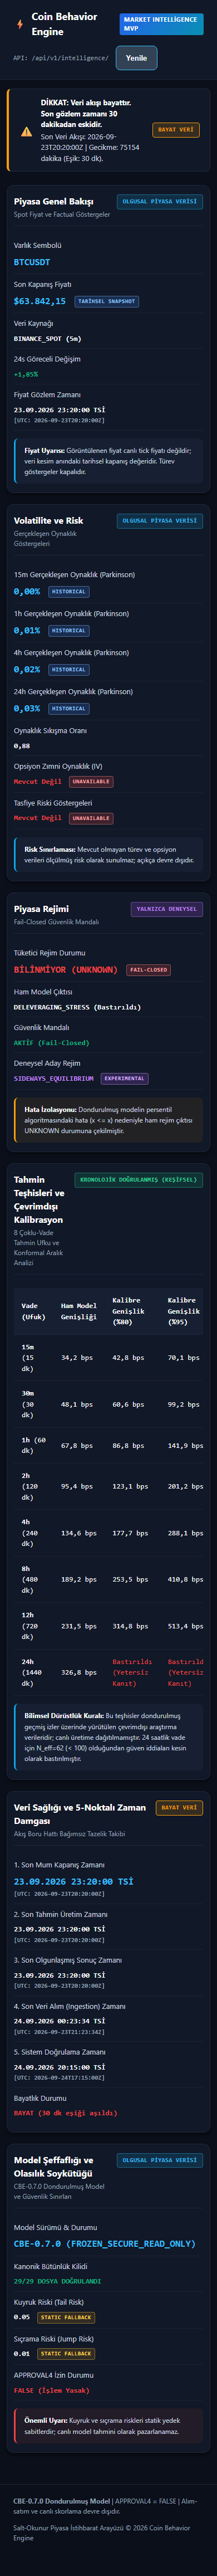 Coin Behavior
Engine
MARKET INTELLIGENCE
MVP
API: /api/v1/intelligence/
Yenile
DİKKAT: Veri akışı bayattır.
Son gözlem zamanı 30
dakikadan eskidir.
Son Veri Akışı: 2026-09-
23T20:20:00Z | Gecikme: 75154
dakika (Eşik: 30 dk).
BAYAT VERİ
Piyasa Genel Bakışı
Spot Fiyat ve Factual Göstergeler
OLGUSAL PİYASA VERİSİ
Varlık Sembolü
BTCUSDT
Son Kapanış Fiyatı
$63.842,15
TARİHSEL SNAPSHOT
Veri Kaynağı
BINANCE_SPOT (5m)
24s Göreceli Değişim
+1,85%
Fiyat Gözlem Zamanı
23.09.2026 23:20:00 TSİ
[UTC: 2026-09-23T20:20:00Z]
Fiyat Uyarısı: Görüntülenen fiyat canlı tick fiyatı değildir;
veri kesim anındaki tarihsel kapanış değeridir. Türev
göstergeler kapalıdır.
Volatilite ve Risk
Gerçekleşen Oynaklık
Göstergeleri
OLGUSAL PİYASA VERİSİ
15m Gerçekleşen Oynaklık (Parkinson)
0,00%
HISTORICAL
1h Gerçekleşen Oynaklık (Parkinson)
0,01%
HISTORICAL
4h Gerçekleşen Oynaklık (Parkinson)
0,02%
HISTORICAL
24h Gerçekleşen Oynaklık (Parkinson)
0,03%
HISTORICAL
Oynaklık Sıkışma Oranı
0,88
Opsiyon Zımni Oynaklık (IV)
Mevcut Değil
UNAVAILABLE
Tasfiye Riski Göstergeleri
Mevcut Değil
UNAVAILABLE
Risk Sınırlaması: Mevcut olmayan türev ve opsiyon
verileri ölçülmüş risk olarak sunulmaz; açıkça devre dışıdır.
Piyasa Rejimi
Fail-Closed Güvenlik Mandalı
YALNIZCA DENEYSEL
Tüketici Rejim Durumu
BİLİNMİYOR (UNKNOWN)
FAIL-CLOSED
Ham Model Çıktısı
DELEVERAGING_STRESS (Bastırıldı)
Güvenlik Mandalı
AKTİF (Fail-Closed)
Deneysel Aday Rejim
SIDEWAYS_EQUILIBRIUM
EXPERIMENTAL
Hata İzolasyonu: Dondurulmuş modelin persentil
algoritmasındaki hata (x <= x) nedeniyle ham rejim çıktısı
UNKNOWN durumuna çekilmiştir.
Tahmin
Teşhisleri ve
Çevrimdışı
Kalibrasyon
8 Çoklu-Vade
Tahmin Ufku ve
Konformal Aralık
Analizi
KRONOLOJİK DOĞRULANMIŞ (KEŞİFSEL)
Vade (Ufuk) Ham Model Genişliği Kalibre Genişlik (%80) Kalibre Genişlik (%95)
15m (15 dk) 34,2 bps 42,8 bps 70,1 bps
30m (30 dk) 48,1 bps 60,6 bps 99,2 bps
1h (60 dk) 67,8 bps 86,8 bps 141,9 bps
2h (120 dk) 95,4 bps 123,1 bps 201,2 bps
4h (240 dk) 134,6 bps 177,7 bps 288,1 bps
8h (480 dk) 189,2 bps 253,5 bps 410,8 bps
12h (720 dk) 231,5 bps 314,8 bps 513,4 bps
24h (1440 dk) 326,8 bps Bastırıldı (Yetersiz Kanıt) Bastırıld (Yetersiz Kanıt)
Bilimsel Dürüstlük Kuralı: Bu teşhisler dondurulmuş
geçmiş izler üzerinde yürütülen çevrimdışı araştırma
verileridir; canlı üretime dağıtılmamıştır. 24 saatlik vade
için N_eff=62 (< 100) olduğundan güven iddiaları kesin
olarak bastırılmıştır.
Veri Sağlığı ve 5-Noktalı Zaman
Damgası
Akış Boru Hattı Bağımsız Tazelik Takibi
BAYAT VERİ
1. Son Mum Kapanış Zamanı
23.09.2026 23:20:00 TSİ
[UTC: 2026-09-23T20:20:00Z]
2. Son Tahmin Üretim Zamanı
23.09.2026 23:20:00 TSİ
[UTC: 2026-09-23T20:20:00Z]
3. Son Olgunlaşmış Sonuç Zamanı
23.09.2026 23:20:00 TSİ
[UTC: 2026-09-23T20:20:00Z]
4. Son Veri Alım (Ingestion) Zamanı
24.09.2026 00:23:34 TSİ
[UTC: 2026-09-23T21:23:34Z]
5. Sistem Doğrulama Zamanı
24.09.2026 20:15:00 TSİ
[UTC: 2026-09-24T17:15:00Z]
Bayatlık Durumu
BAYAT (30 dk eşiği aşıldı)
Model Şeffaflığı ve
Olasılık Soykütüğü
CBE-0.7.0 Dondurulmuş Model
ve Güvenlik Sınırları
OLGUSAL PİYASA VERİSİ
Model Sürümü & Durumu
CBE-0.7.0 (FROZEN_SECURE_READ_ONLY)
Kanonik Bütünlük Kilidi
29/29 DOSYA DOĞRULANDI
Kuyruk Riski (Tail Risk)
0.05
STATIC FALLBACK
Sıçrama Riski (Jump Risk)
0.01
STATIC FALLBACK
APPROVAL4 İzin Durumu
FALSE (İşlem Yasak)
Önemli Uyarı: Kuyruk ve sıçrama riskleri statik yedek
sabitlerdir; canlı model tahmini olarak pazarlanamaz.
CBE-0.7.0 Dondurulmuş Model | APPROVAL4 = FALSE | Alım-
satım ve canlı skorlama devre dışıdır.
Salt-Okunur Piyasa İstihbarat Arayüzü © 2026 Coin Behavior
Engine